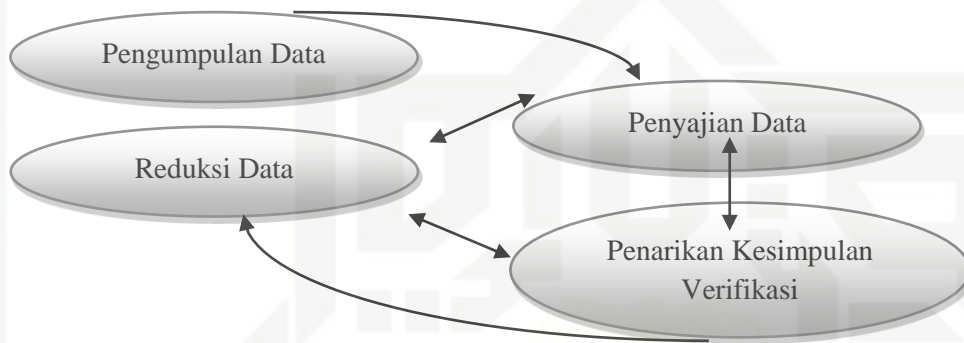 Pengumpulan Data
Penyajian Data
Reduksi Data
Penarikan Kesimpulan
Verifikasi